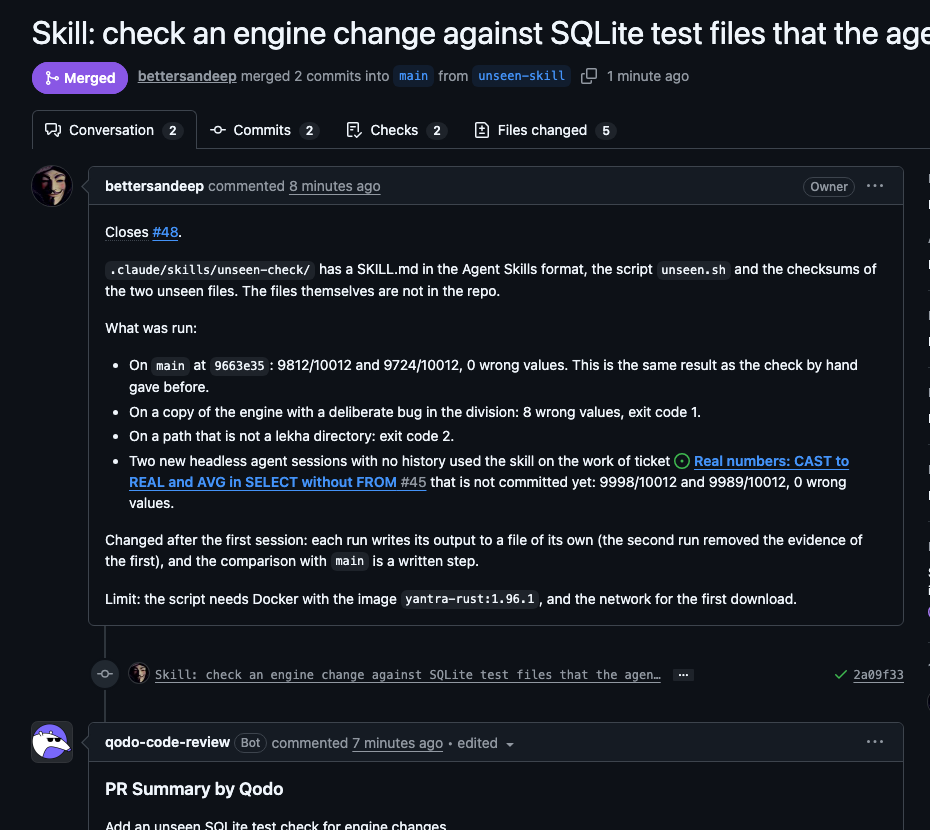 Skill: check an engine change against SQLite test files that the age
Merged bettersandeep merged 2 commits into main from unseen-skill 1 minute ago
Conversation 2 Commits 2 Checks 2 Files changed 5
bettersandeep commented 8 minutes ago Owner ...
Closes #48.
.claude/skills/unseen-check/ has a SKILL.md in the Agent Skills format, the script unseen.sh and the checksums of
the two unseen files. The files themselves are not in the repo.
What was run:
• On main at 9663e35: 9812/10012 and 9724/10012, 0 wrong values. This is the same result as the check by hand
gave before.
• On a copy of the engine with a deliberate bug in the division: 8 wrong values, exit code 1.
• On a path that is not a lekha directory: exit code 2.
• Two new headless agent sessions with no history used the skill on the work of ticket Real numbers: CAST to
REAL and AVG in SELECT without FROM #45 that is not committed yet: 9998/10012 and 9989/10012, 0 wrong
values.
Changed after the first session: each run writes its output to a file of its own (the second run removed the evidence of
the first), and the comparison with main is a written step.
Limit: the script needs Docker with the image yantra-rust:1.96.1, and the network for the first download.
Skill: check an engine change against SQLite test files that the agen… ... 2a09f33
qodo-code-review Bot commented 7 minutes ago • edited ...
PR Summary by Qodo
Add an unseen SQLite test check for engine changes